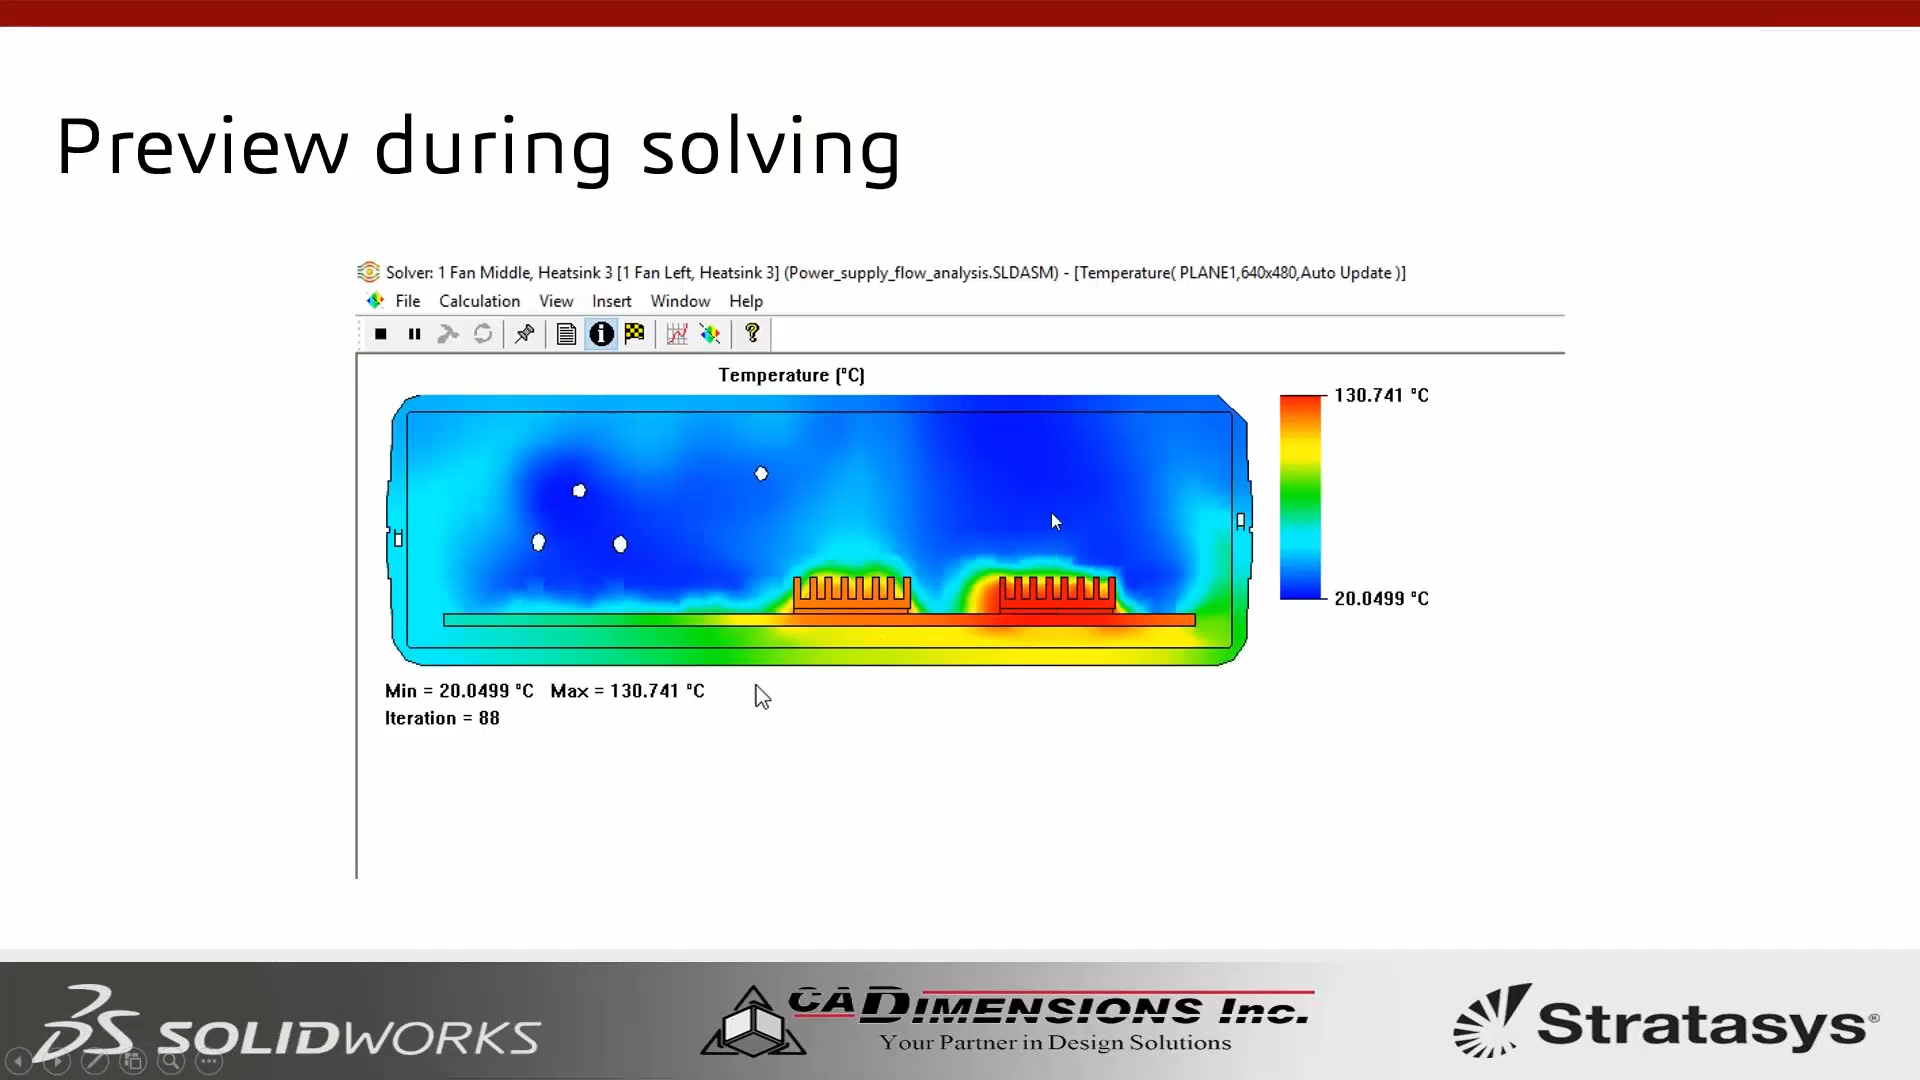 Preview during solving
Solver: 1 Fan Middle, Heatsink 3 [1 Fan Left, Heatsink 3] (Power_supply_flow_analysis.SLDASM) - [Temperature( PLANE1,640x480,Auto Update )]
File Calculation View Insert Window Help
Temperature (°C)
130.741 °C
20.0499 °C
Min = 20.0499 °C Max = 130.741 °C
Iteration = 88
3DS SOLIDWORKS
CADIMENSIONS Inc.
Your Partner in Design Solutions
Stratasys®